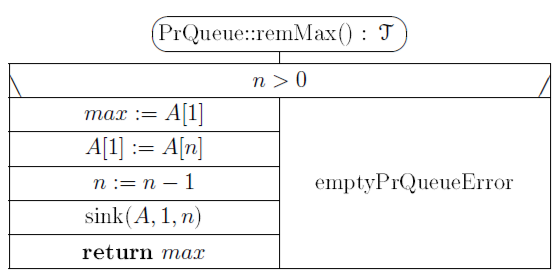 PrQueue::remMax() : 𝒯
n > 0
max := A[1]
A[1] := A[n]
n := n − 1
sink(A, 1, n)
return max
emptyPrQueueError